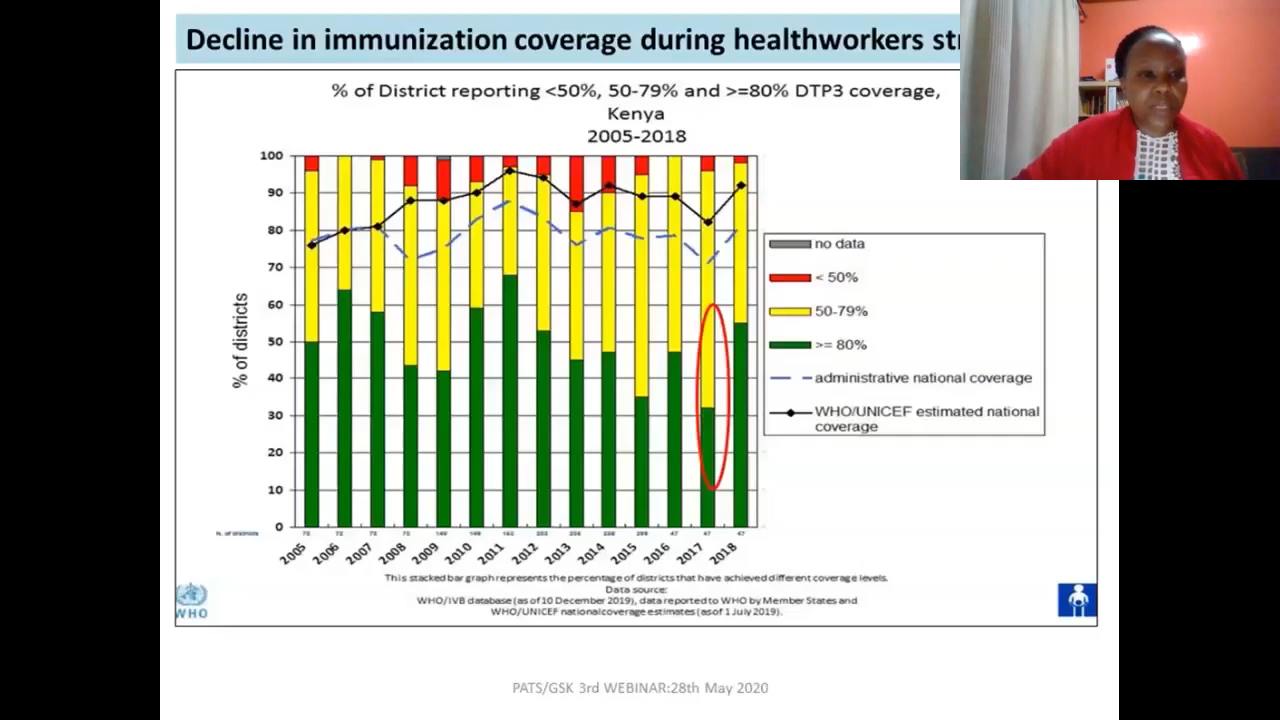 Decline in immunization coverage during healthworkers st
% of District reporting <50%, 50-79% and >=80% DTP3 coverage,
Kenya
2005-2018
% of districts
100
90
80
70
60
50
40
30
20
10
0
2005 2006 2007 2008 2009 2010 2011 2012 2013 2014 2015 2016 2017 2018
no data
< 50%
50-79%
>= 80%
administrative national coverage
WHO/UNICEF estimated national
coverage
This stacked bar graph represents the percentage of districts that have achieved different coverage levels.
Data source:
WHO/IVB database (as of 10 December 2019), data reported to WHO by Member States and
WHO/UNICEF national coverage estimates (as of 1 July 2019).
WHO
PATS/GSK 3rd WEBINAR:28th May 2020